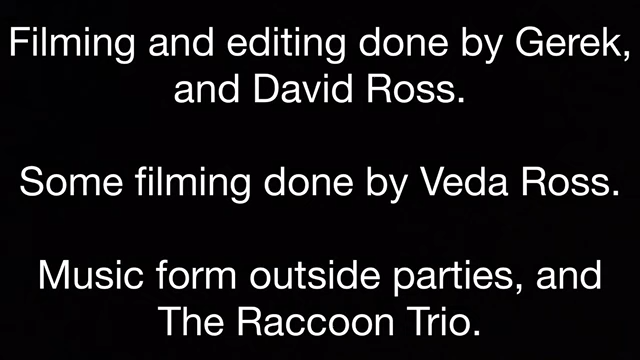 Filming and editing done by Gerek,
and David Ross.
Some filming done by Veda Ross.
Music form outside parties, and
The Raccoon Trio.